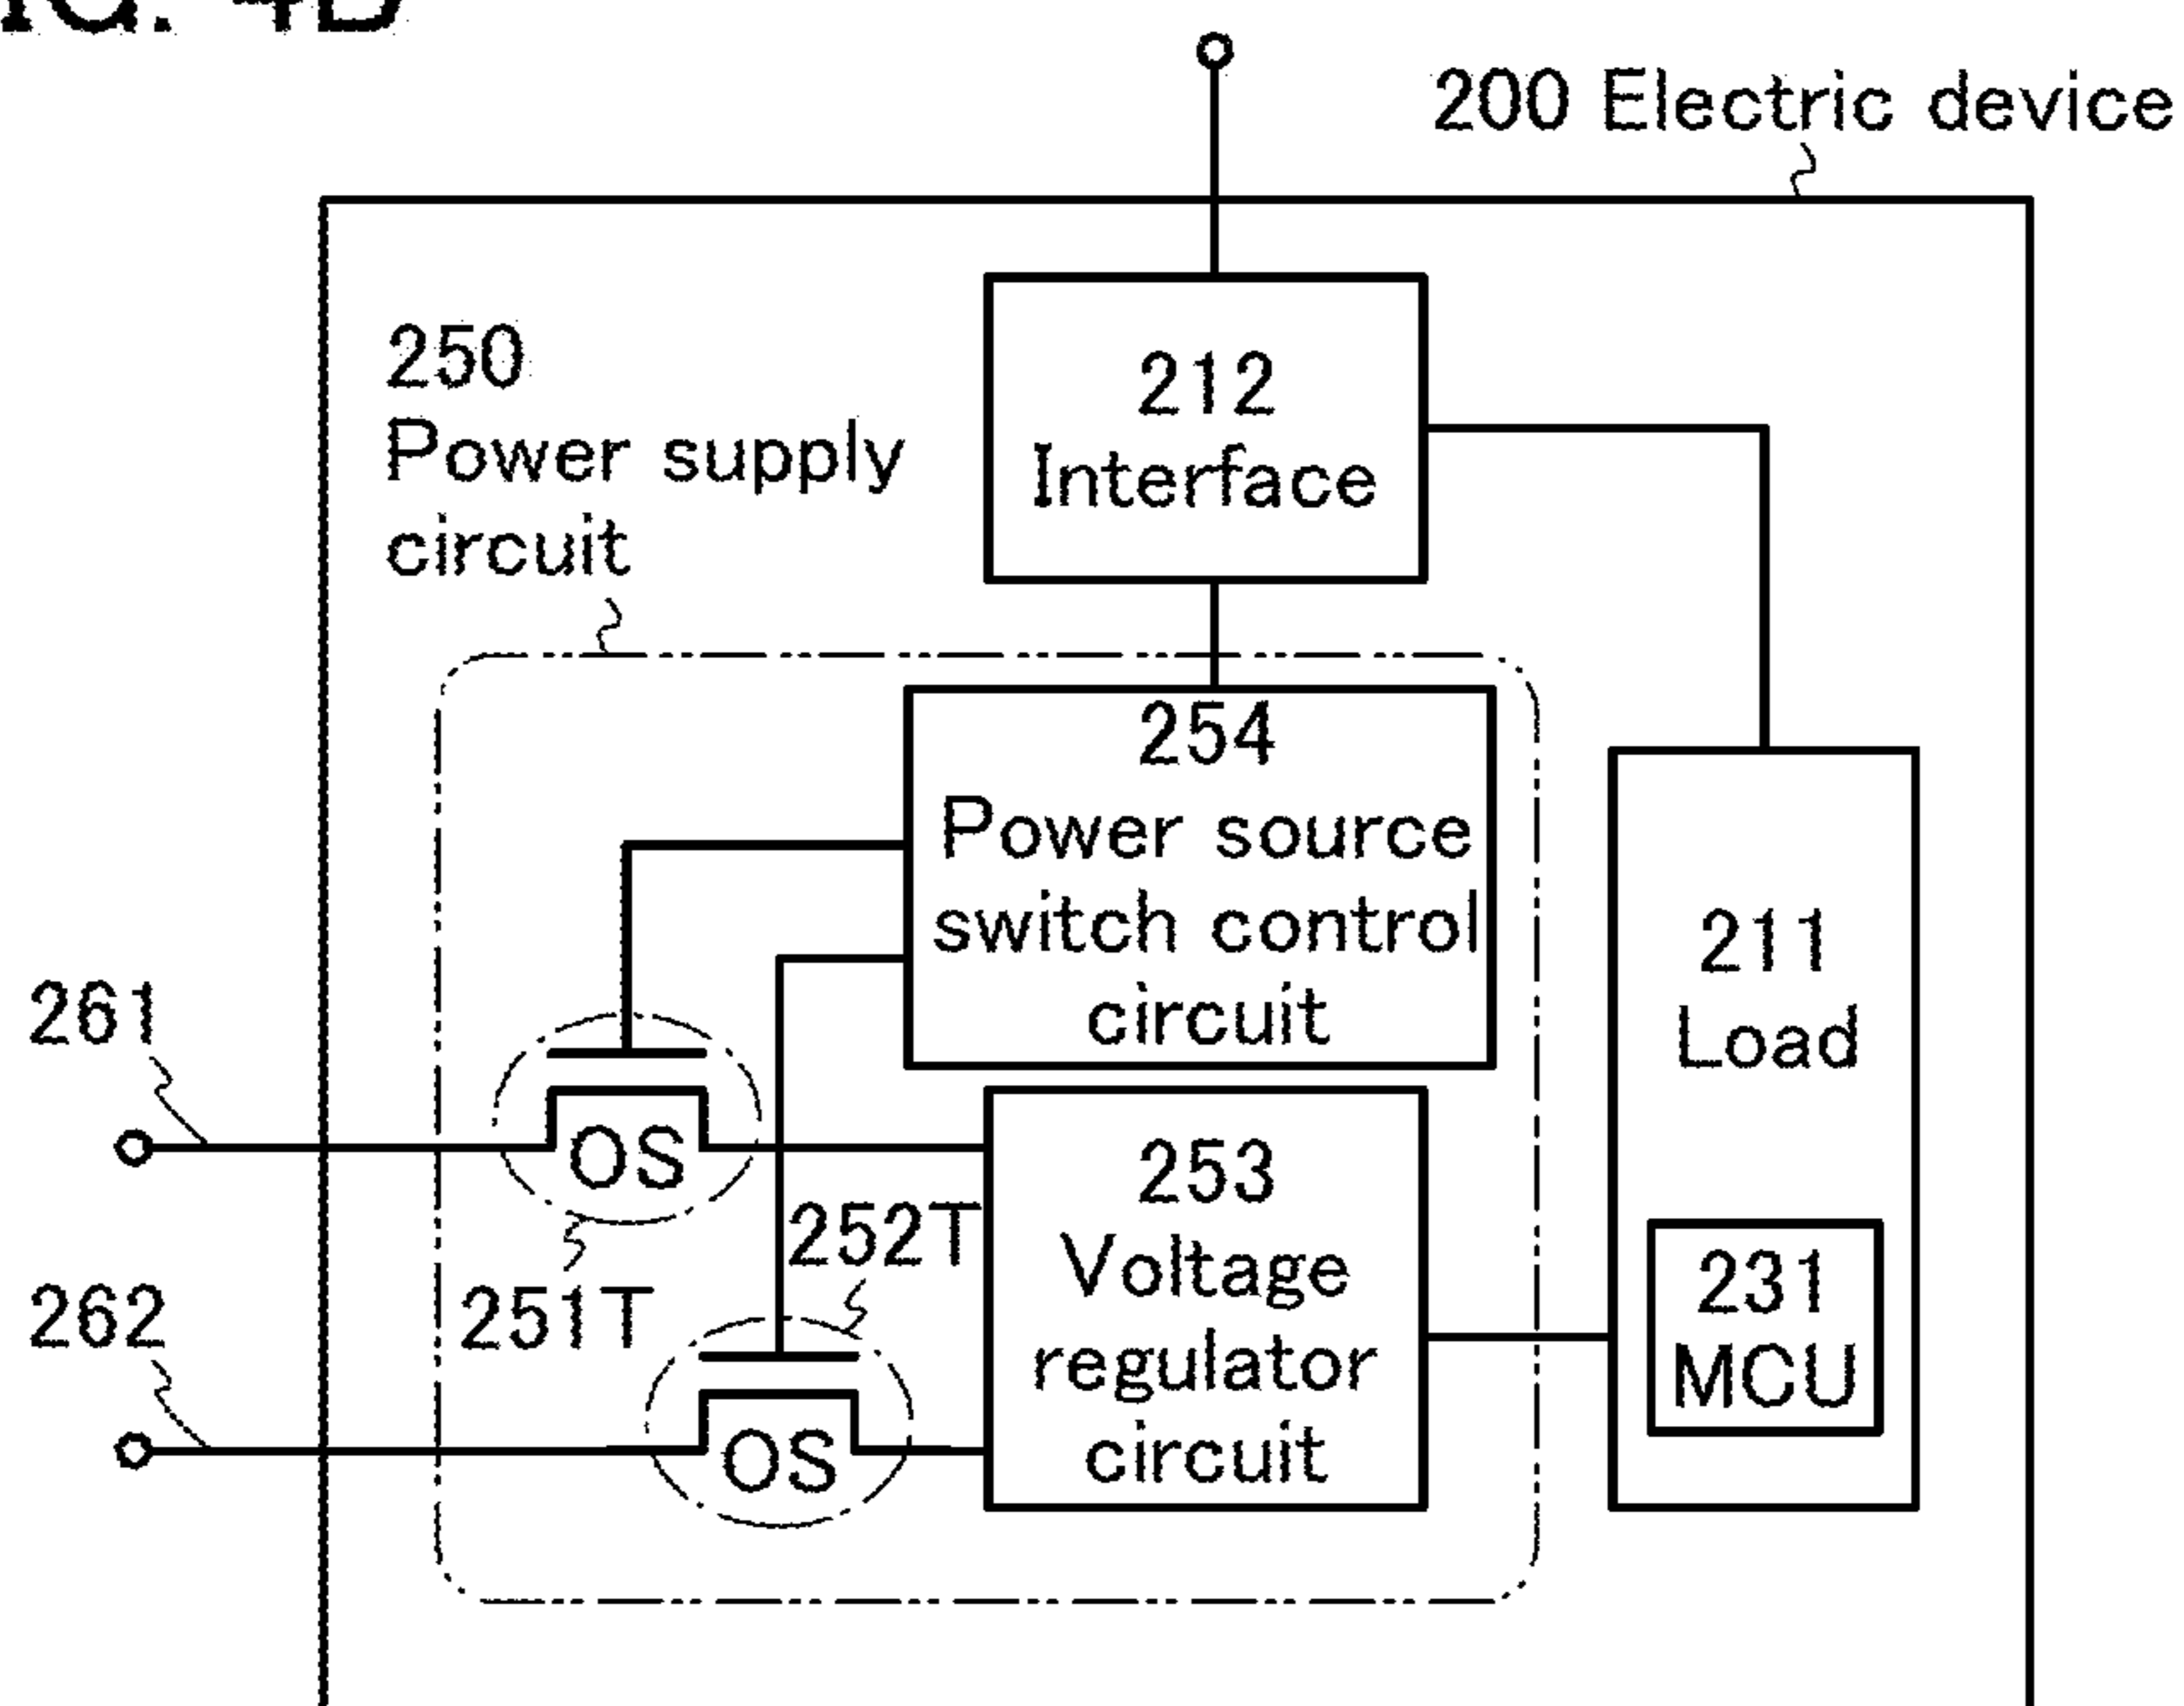 200 Electric device
250
Power supply
circuit
212
Interface
254
Power source
switch control
circuit
211
Load
261
OS
253
Voltage
regulator
circuit
252T
251T
231
MCU
262
OS